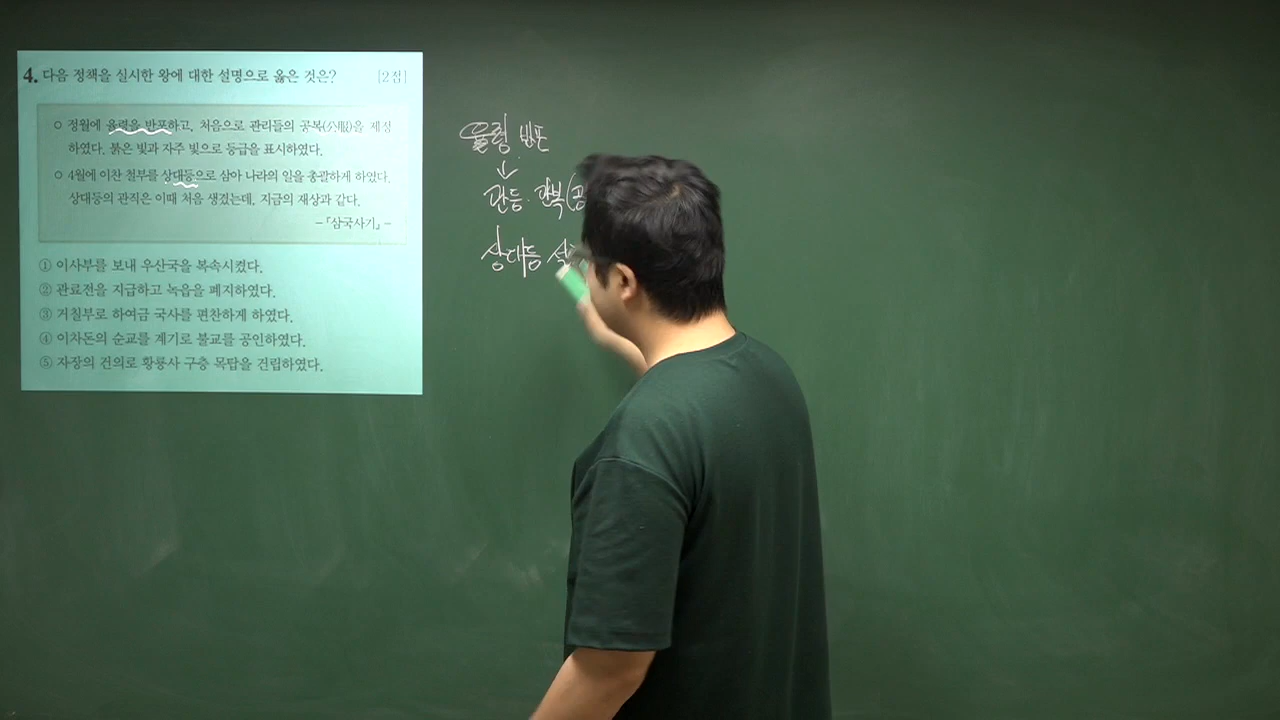 4. 다음 정책을 실시한 왕에 대한 설명으로 옳은 것은? [2점]
○ 정월에 율령을 반포하고, 처음으로 관리들의 공복(公服)을 제정
하였다. 붉은 빛과 자주 빛으로 등급을 표시하였다.
○ 4월에 이찬 철부를 상대등으로 삼아 나라의 일을 총괄하게 하였다.
상대등의 관직은 이때 처음 생겼는데, 지금의 재상과 같다.
-「삼국사기」-
① 이사부를 보내 우산국을 복속시켰다.
② 관료전을 지급하고 녹읍을 폐지하였다.
③ 거칠부로 하여금 국사를 편찬하게 하였다.
④ 이차돈의 순교를 계기로 불교를 공인하였다.
⑤ 자장의 건의로 황룡사 구층 목탑을 건립하였다.
율령 반포
↓
관등·관복(공
상대등